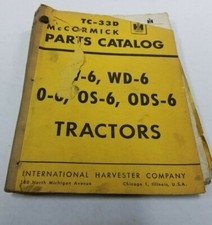 TC-33D
McCORMICK
PARTS CATALOG
-6, WD-6
O-6, OS-6, ODS-6
TRACTORS
INTERNATIONAL HARVESTER COMPANY
180 North Michigan Avenue Chicago 1, Illinois, U.S.A.